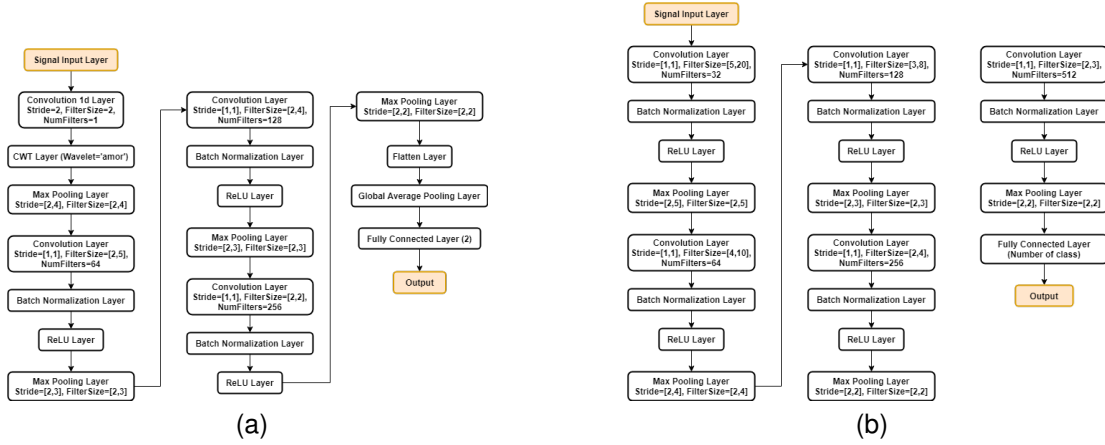 Signal Input Layer
Convolution 1d Layer
Stride=2, FilterSize=2,
NumFilters=1
CWT Layer (Wavelet='amor')
Max Pooling Layer
Stride=[2,4], FilterSize=[2,4]
Convolution Layer
Stride=[1,1], FilterSize=[2,5],
NumFilters=64
Batch Normalization Layer
ReLU Layer
Max Pooling Layer
Stride=[2,3], FilterSize=[2,3]
Convolution Layer
Stride=[1,1], FilterSize=[2,4],
NumFilters=128
Batch Normalization Layer
ReLU Layer
Max Pooling Layer
Stride=[2,3], FilterSize=[2,3]
Convolution Layer
Stride=[1,1], FilterSize=[2,2],
NumFilters=256
Batch Normalization Layer
ReLU Layer
Max Pooling Layer
Stride=[2,2], FilterSize=[2,2]
Flatten Layer
Global Average Pooling Layer
Fully Connected Layer (2)
Output
(a)
Signal Input Layer
Convolution Layer
Stride=[1,1], FilterSize=[5,20],
NumFilters=32
Batch Normalization Layer
ReLU Layer
Max Pooling Layer
Stride=[2,5], FilterSize=[2,5]
Convolution Layer
Stride=[1,1], FilterSize=[4,10],
NumFilters=64
Batch Normalization Layer
ReLU Layer
Max Pooling Layer
Stride=[2,4], FilterSize=[2,4]
Convolution Layer
Stride=[1,1], FilterSize=[3,8],
NumFilters=128
Batch Normalization Layer
ReLU Layer
Max Pooling Layer
Stride=[2,3], FilterSize=[2,3]
Convolution Layer
Stride=[1,1], FilterSize=[2,4],
NumFilters=256
Batch Normalization Layer
ReLU Layer
Max Pooling Layer
Stride=[2,2], FilterSize=[2,2]
Convolution Layer
Stride=[1,1], FilterSize=[2,3],
NumFilters=512
Batch Normalization Layer
ReLU Layer
Max Pooling Layer
Stride=[2,2], FilterSize=[2,2]
Fully Connected Layer
(Number of class)
Output
(b)